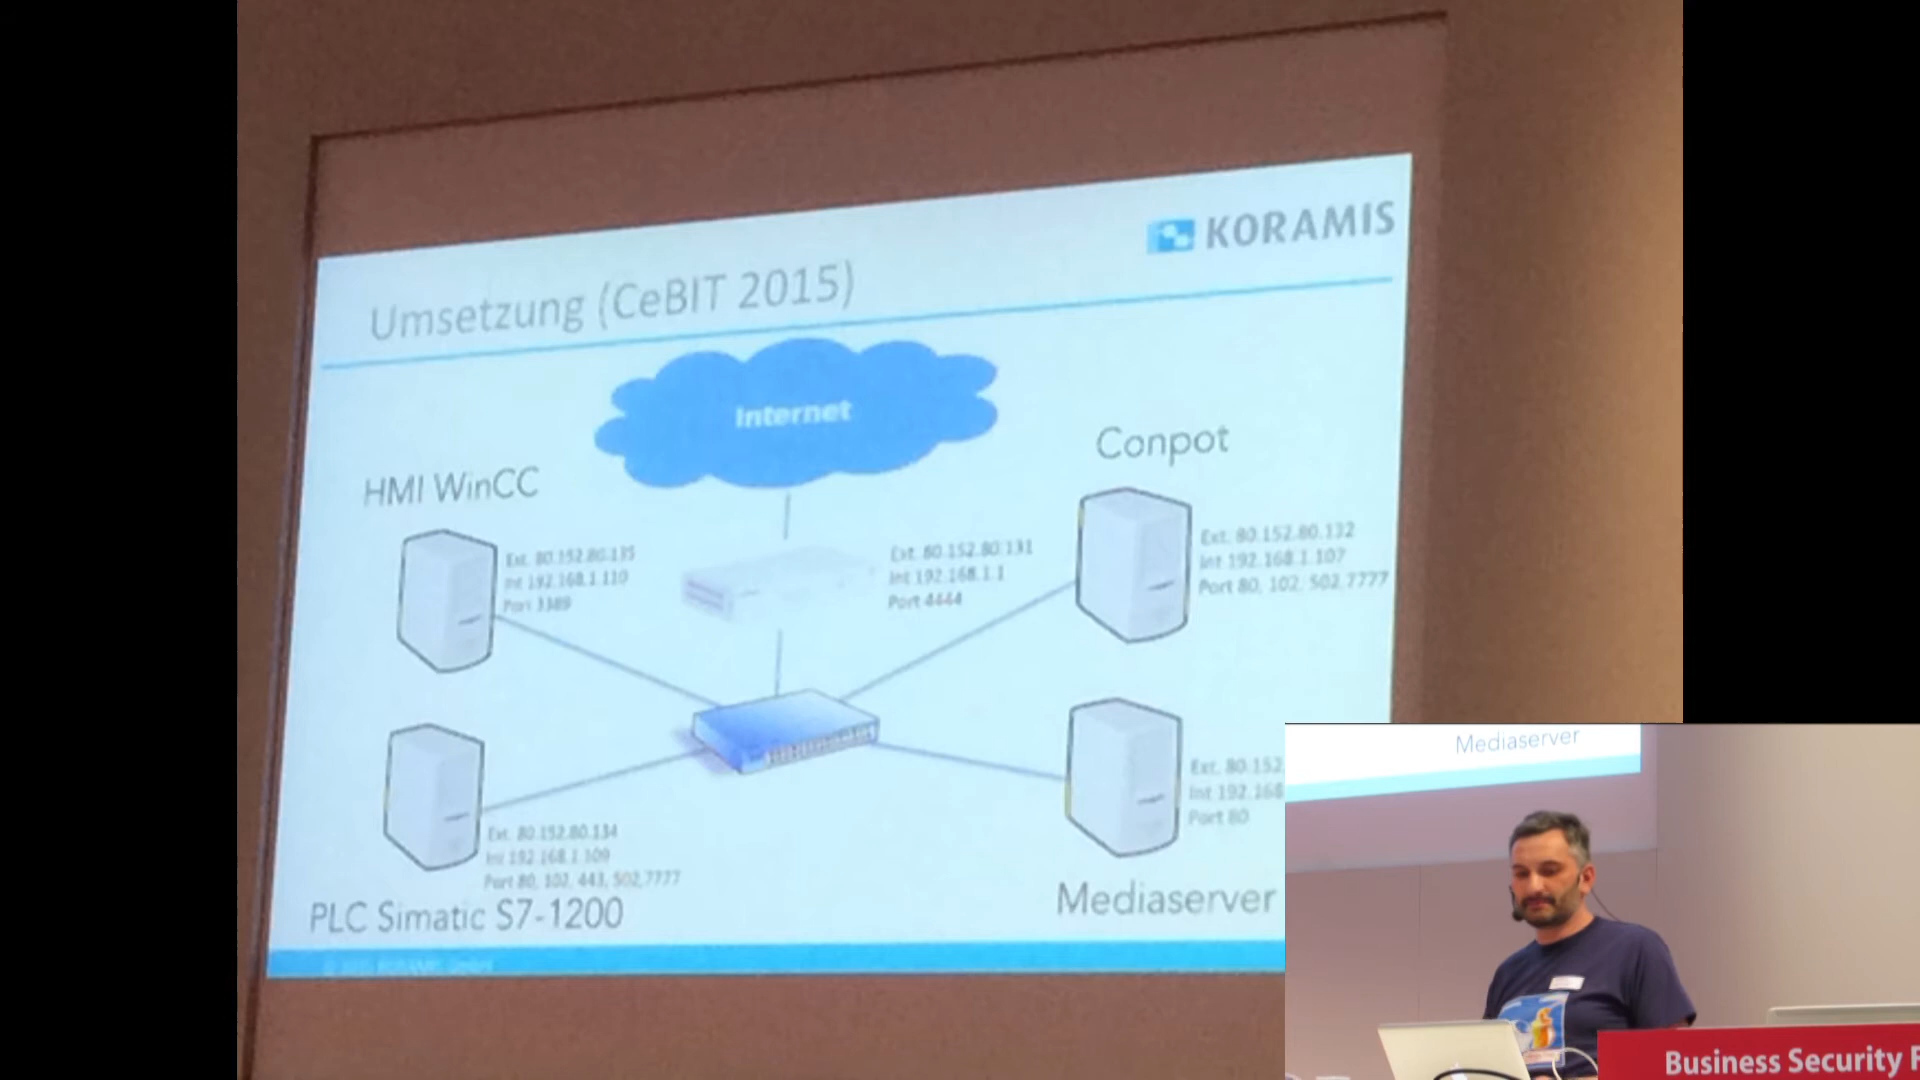 KORAMIS
Umsetzung (CeBIT 2015)
Internet
HMI WinCC
Ext. 80.152.80.135
Int 192.168.1.110
Port 3389
Ext. 80.152.80.131
Int 192.168.1.1
Port 4444
Conpot
Ext. 80.152.80.132
Int 192.168.1.107
Port 80, 102, 502,7777
Ext. 80.152.80.134
Int 192.168.1.109
Port 80, 102, 443, 502,7777
PLC Simatic S7-1200
Ext. 80.152
Int 192.168
Port 80
Mediaserver
Mediaserver
Business Security F